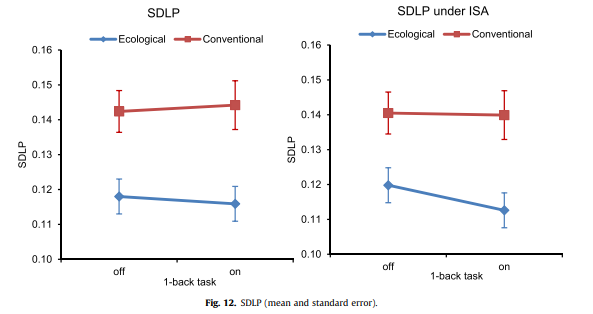 SDLP
Ecological Conventional
0.16
0.15
0.14
0.13
0.12
0.11
0.10
SDLP
off on
1-back task
SDLP under ISA
Ecological Conventional
0.16
0.15
0.14
0.13
0.12
0.11
0.10
SDLP
off on
1-back task
Fig. 12. SDLP (mean and standard error).